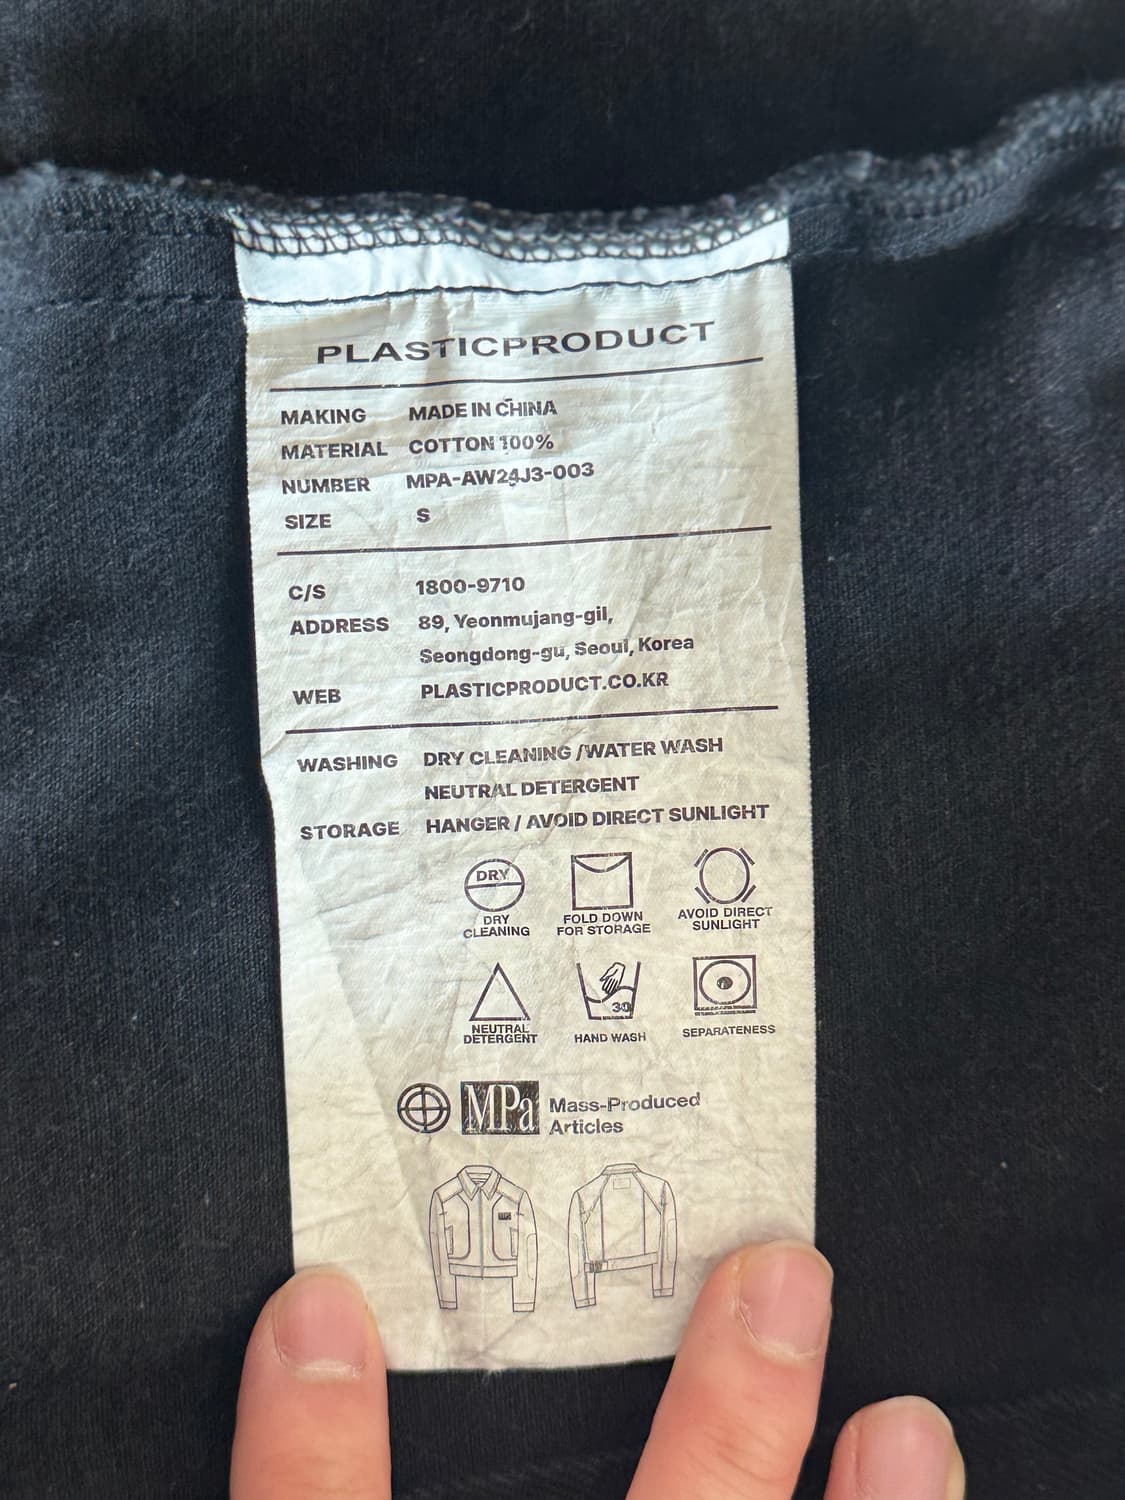 PLASTICPRODUCT
MAKING MADE IN CHINA
MATERIAL COTTON 100%
NUMBER MPA-AW24J3-003
SIZE S
C/S 1800-9710
ADDRESS 89, Yeonmujang-gil,
Seongdong-gu, Seoul, Korea
WEB PLASTICPRODUCT.CO.KR
WASHING DRY CLEANING /WATER WASH
NEUTRAL DETERGENT
STORAGE HANGER / AVOID DIRECT SUNLIGHT
DRY
DRY CLEANING
FOLD DOWN FOR STORAGE
AVOID DIRECT SUNLIGHT
30
NEUTRAL DETERGENT
HAND WASH
SEPARATENESS
MPa Mass-Produced
Articles